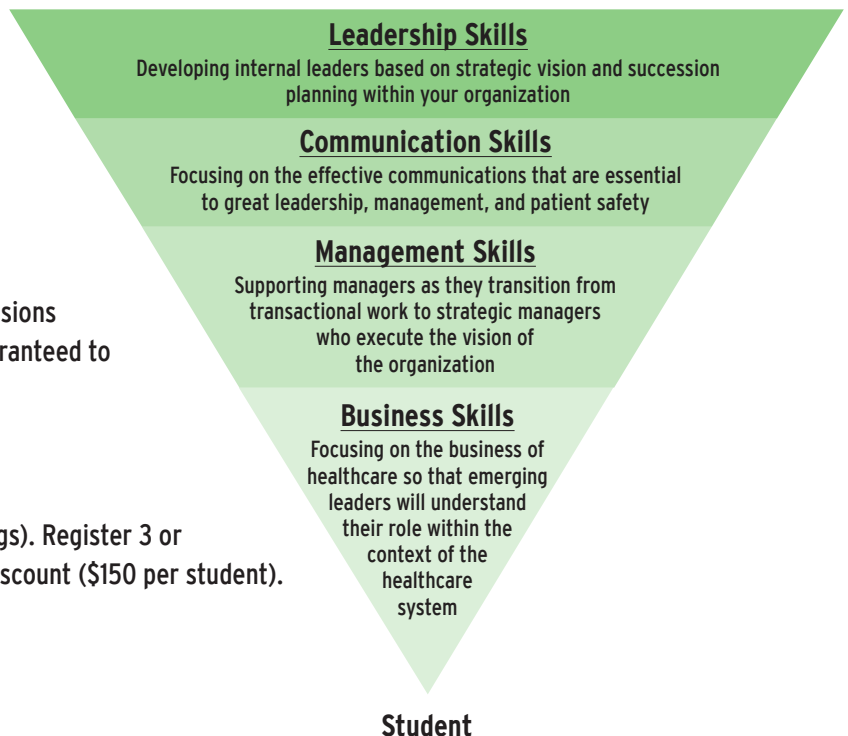 Leadership Skills
Developing internal leaders based on strategic vision and succession
planning within your organization
Communication Skills
Focusing on the effective communications that are essential
to great leadership, management, and patient safety
Management Skills
Supporting managers as they transition from
transactional work to strategic managers
who execute the vision of
the organization
Business Skills
Focusing on the business of
healthcare so that emerging
leaders will understand
their role within the
context of the
healthcare
system
Student
sions
ranteed to
gs). Register 3 or
scount ($150 per student).